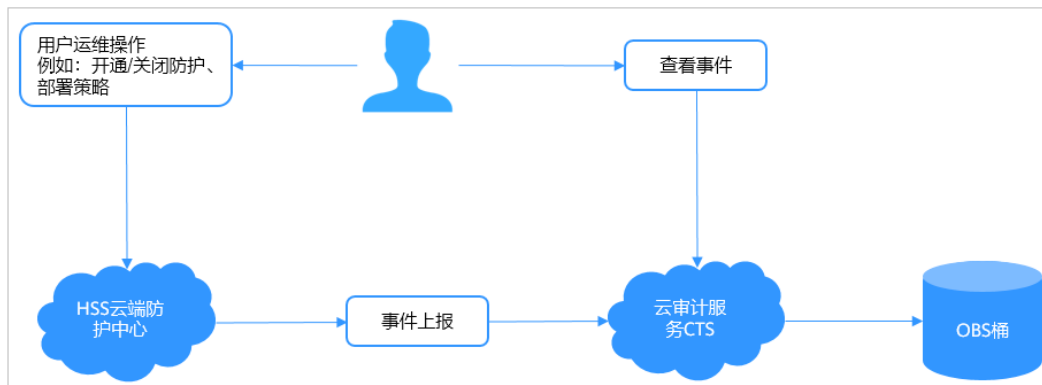 用户运维操作
例如：开通/关闭防护、
部署策略
查看事件
HSS云端防
护中心
事件上报
云审计服
务CTS
OBS桶